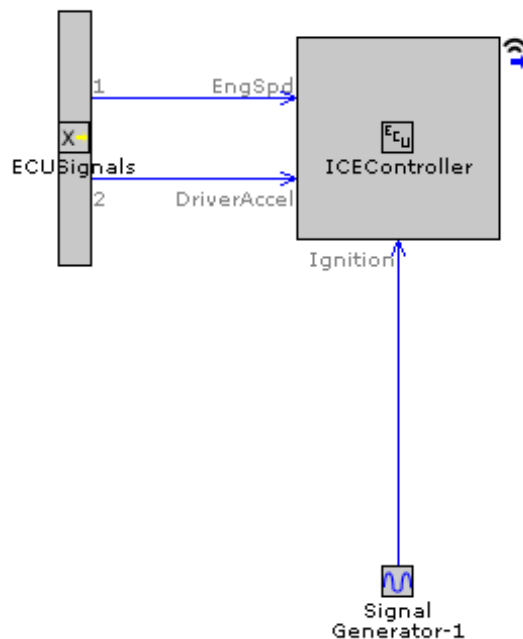 1
EngSpd
X
ECU
ECUSignals
ICEController
2
DriverAccel
Ignition
Signal
Generator-1